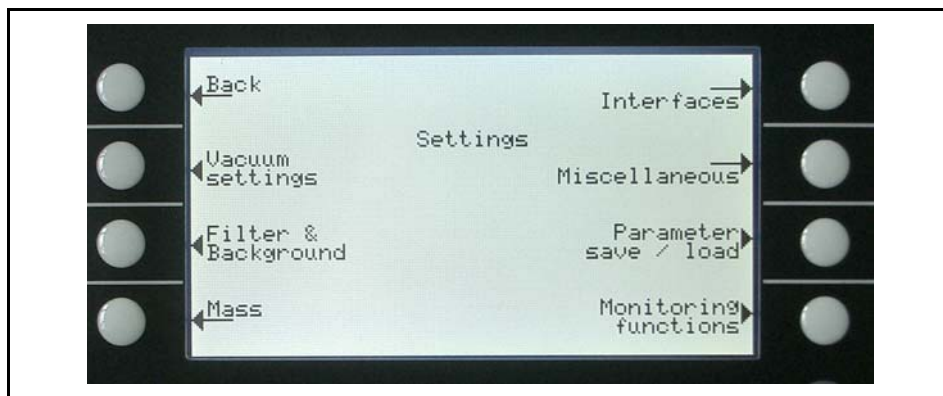 Back
Interfaces
Settings
Vacuum
settings
Miscellaneous
Filter &
Background
Parameter
save / load
Mass
Monitoring
functions